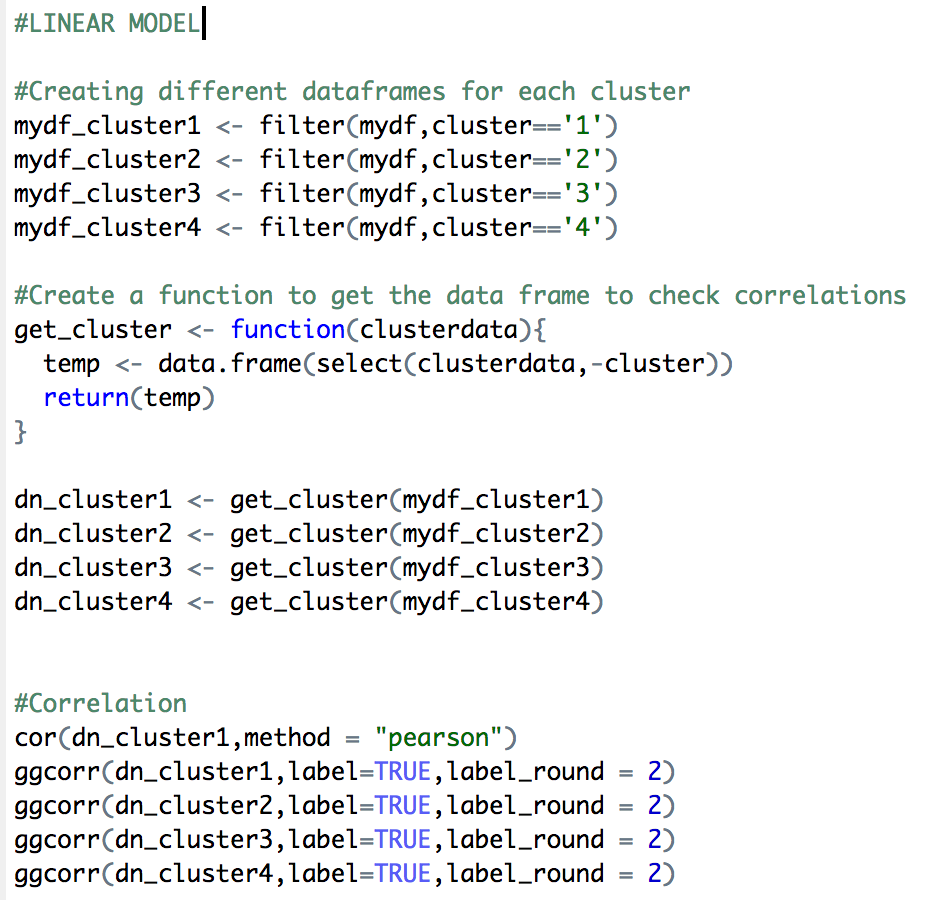 #LINEAR MODEL
#Creating different dataframes for each cluster
mydf_cluster1 <- filter(mydf,cluster=='1')
mydf_cluster2 <- filter(mydf,cluster=='2')
mydf_cluster3 <- filter(mydf,cluster=='3')
mydf_cluster4 <- filter(mydf,cluster=='4')
#Create a function to get the data frame to check correlations
get_cluster <- function(clusterdata){
  temp <- data.frame(select(clusterdata,-cluster))
  return(temp)
}
dn_cluster1 <- get_cluster(mydf_cluster1)
dn_cluster2 <- get_cluster(mydf_cluster2)
dn_cluster3 <- get_cluster(mydf_cluster3)
dn_cluster4 <- get_cluster(mydf_cluster4)
#Correlation
cor(dn_cluster1,method = "pearson")
ggcorr(dn_cluster1,label=TRUE,label_round = 2)
ggcorr(dn_cluster2,label=TRUE,label_round = 2)
ggcorr(dn_cluster3,label=TRUE,label_round = 2)
ggcorr(dn_cluster4,label=TRUE,label_round = 2)